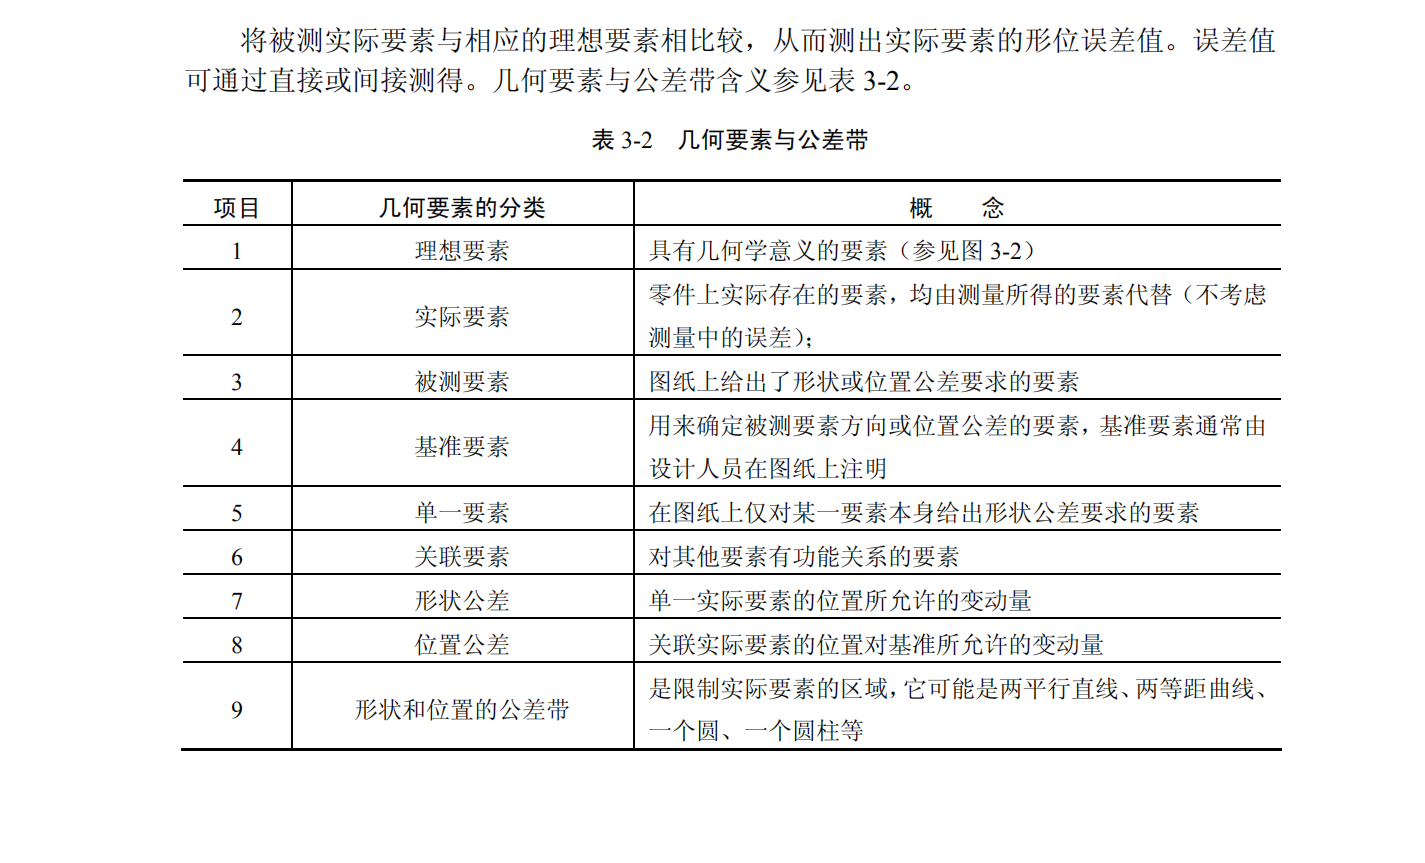 将被测实际要素与相应的理想要素相比较，从而测出实际要素的形位误差值。误差值
可通过直接或间接测得。几何要素与公差带含义参见表 3-2。
表 3-2 几何要素与公差带
项目 几何要素的分类 概 念
1 理想要素 具有几何学意义的要素（参见图 3-2）
2 实际要素 零件上实际存在的要素，均由测量所得的要素代替（不考虑
测量中的误差）；
3 被测要素 图纸上给出了形状或位置公差要求的要素
4 基准要素 用来确定被测要素方向或位置公差的要素，基准要素通常由
设计人员在图纸上注明
5 单一要素 在图纸上仅对某一要素本身给出形状公差要求的要素
6 关联要素 对其他要素有功能关系的要素
7 形状公差 单一实际要素的位置所允许的变动量
8 位置公差 关联实际要素的位置对基准所允许的变动量
9 形状和位置的公差带 是限制实际要素的区域，它可能是两平行直线、两等距曲线、
一个圆、一个圆柱等